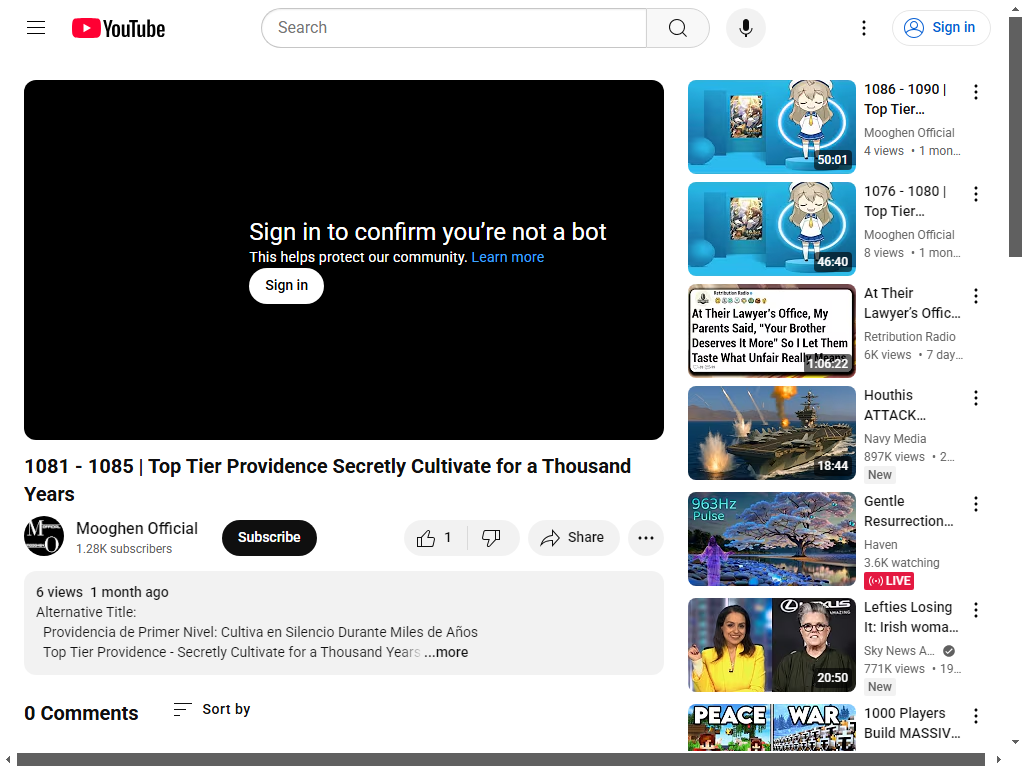 YouTube
Search
Sign in
Sign in to confirm you're not a bot
This helps protect our community. Learn more
Sign in
1081 - 1085 | Top Tier Providence Secretly Cultivate for a Thousand
Years
Mooghen Official
1.28K subscribers
Subscribe
1
Share
6 views 1 month ago
Alternative Title:
Providencia de Primer Nivel: Cultiva en Silencio Durante Miles de Años
Top Tier Providence - Secretly Cultivate for a Thousand Years ...more
0 Comments
Sort by
50:01
1086 - 1090 |
Top Tier...
Mooghen Official
4 views • 1 mon...
46:40
1076 - 1080 |
Top Tier...
Mooghen Official
8 views • 1 mon...
Retribution Radio
At Their Lawyer's Office, My
Parents Said, "Your Brother
Deserves It More" So I Let Them
Taste What Unfair Really Means
1:06:22
At Their
Lawyer's Offic...
Retribution Radio
6K views • 7 day...
18:44
Houthis
ATTACK...
Navy Media
897K views • 2...
New
963Hz
Pulse
Gentle
Resurrection...
Haven
3.6K watching
LIVE
20:50
Lefties Losing
It: Irish woma...
Sky News A...
771K views • 19...
New
PEACE WAR
1000 Players
Build MASSIV...